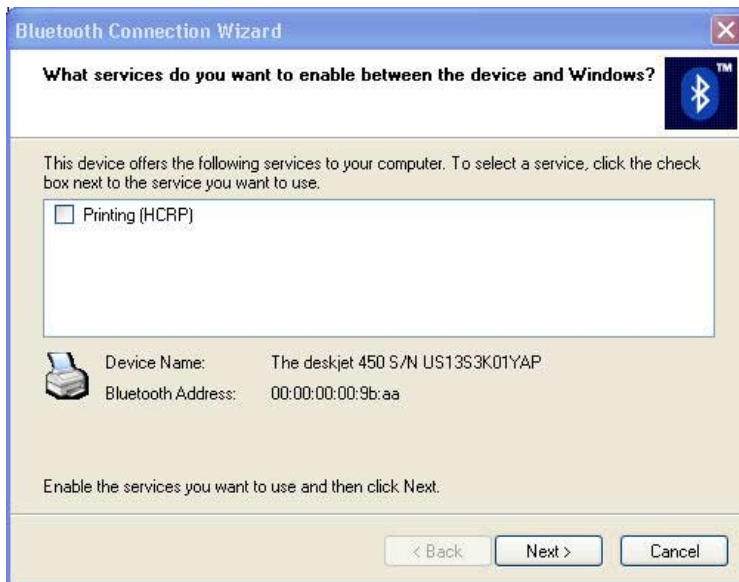 Bluetooth Connection Wizard
What services do you want to enable between the device and Windows?
TM
This device offers the following services to your computer. To select a service, click the check
box next to the service you want to use.
Printing (HCRP)
Device Name: The deskjet 450 S/N US13S3K01YAP
Bluetooth Address: 00:00:00:00:9b:aa
Enable the services you want to use and then click Next.
< Back Next > Cancel